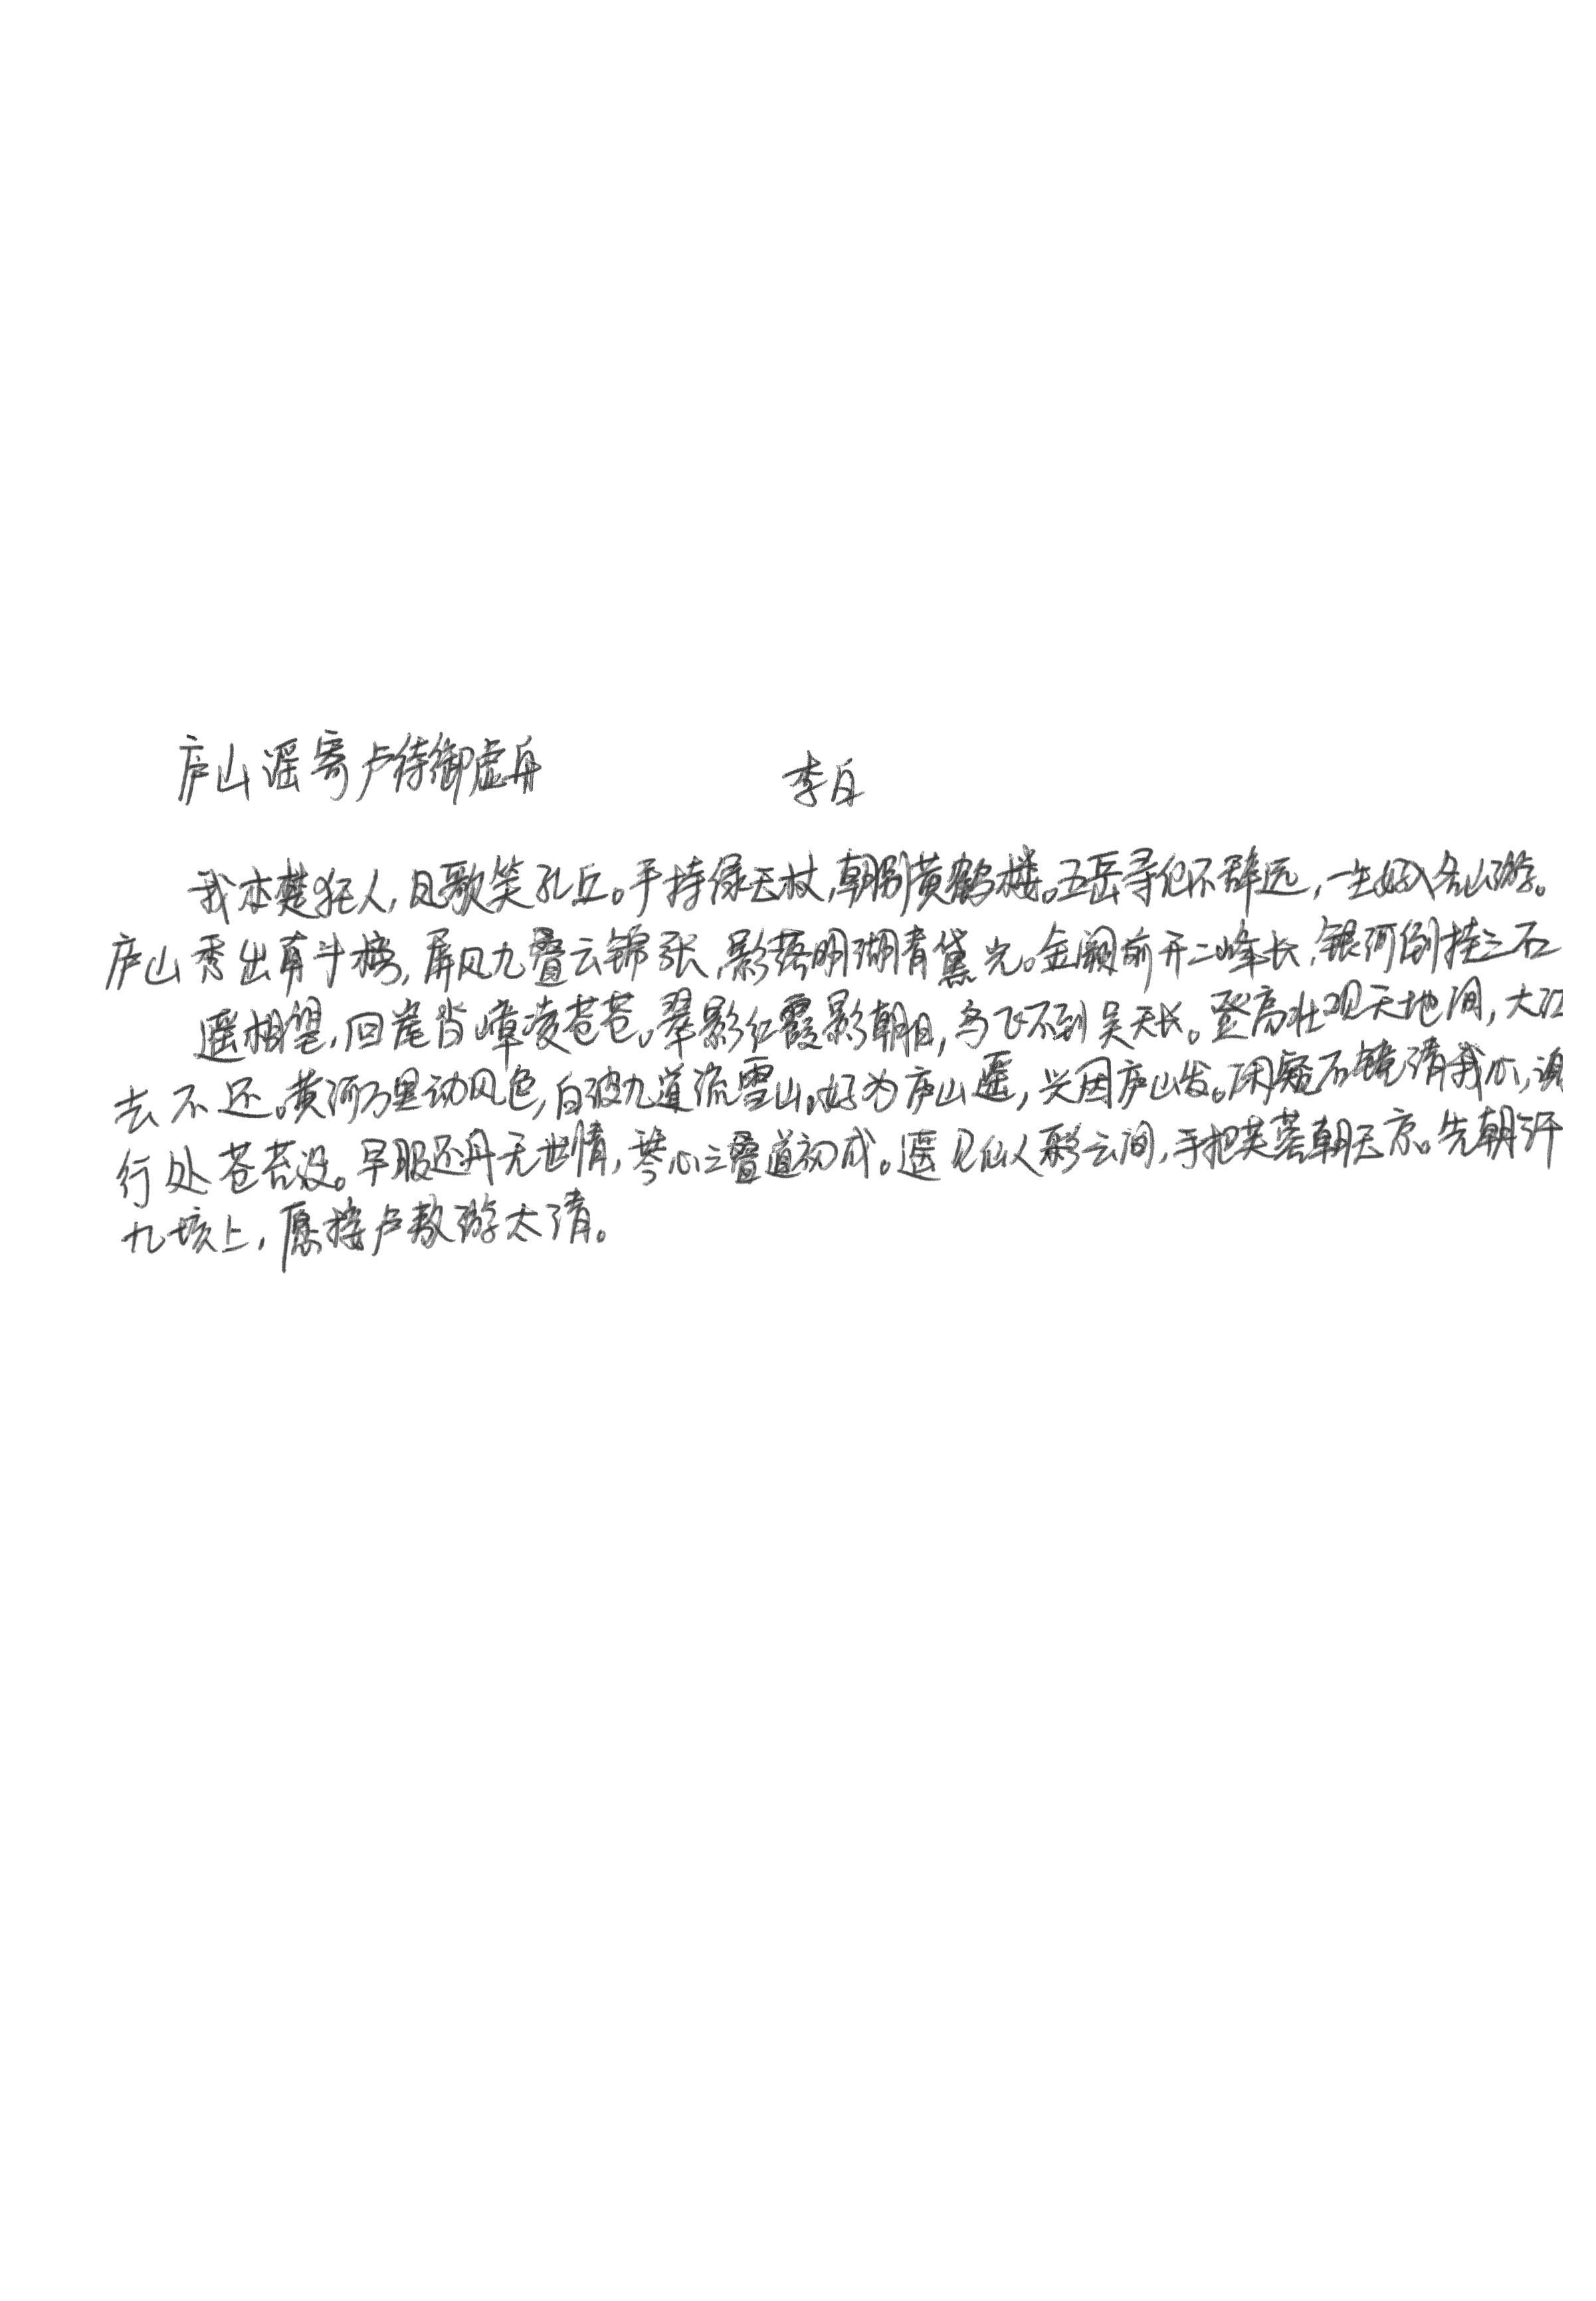 庐山谣寄卢待御虚舟 李白
我本楚狂人,凤歌笑孔丘。手持绿玉杖,朝别黄鹤楼。五岳寻仙不辞远,一生好入名山游。
庐山秀出南斗榜,屏风九叠云锦张,影落明湖青黛光。金阙前开二峰长,银河倒挂三石
遥相望,回崖沓嶂凌苍苍。翠影红霞影朝日,鸟飞不到吴天长。登高壮观天地间,大江
去不还。黄河万里动风色,白波九道流雪山。好为庐山遥,兴因庐山发。闲窥石镜清我心,谢
行处苍苔没。早服还丹无世情,琴心三叠道初成。遥见仙人彩云间,手把芙蓉朝玉京。先朝汗
九垓上,愿接卢敖游太清。